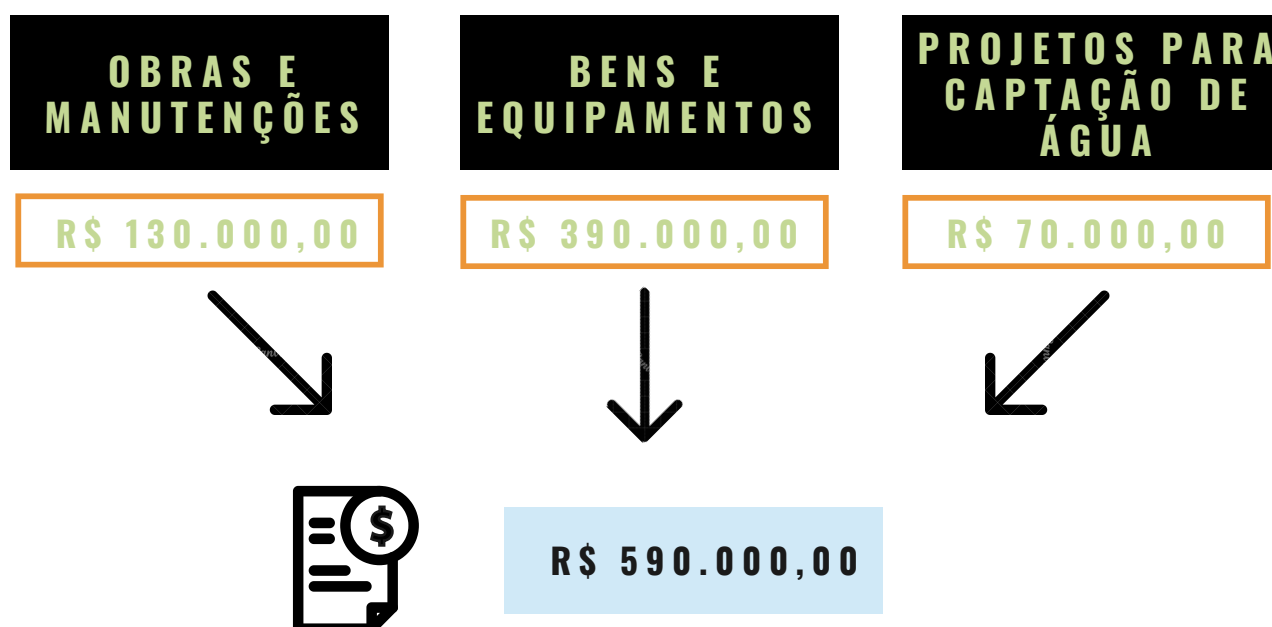 OBRAS E
MANUTENÇÕES
R$ 130.000,00
BENS E
EQUIPAMENTOS
R$ 390.000,00
PROJETOS PARA
CAPTAÇÃO DE
ÁGUA
R$ 70.000,00
$
R$ 590.000,00